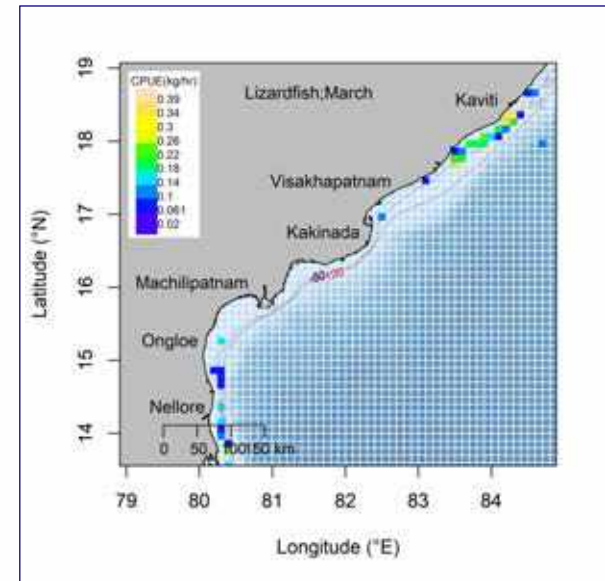 CPUE(kg/hr)
0.39
0.34
0.3
0.26
0.22
0.18
0.14
0.1
0.061
0.02
Lizardfish;March
Kaviti
Visakhapatnam
Kakinada
Machilipatnam
Ongloe
Nellore
0 50 100150 km
19
18
17
16
15
14
Latitude (°N)
79 80 81 82 83 84
Longitude (°E)